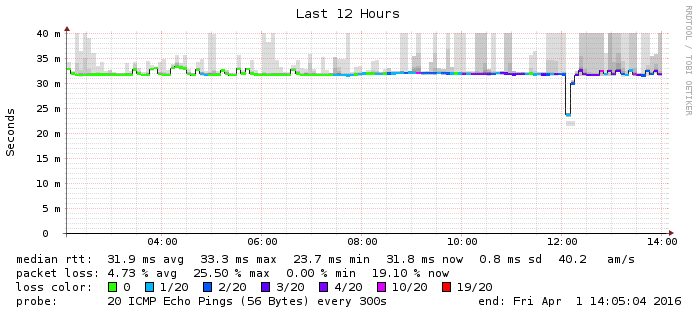 Last 12 Hours
RRDTOOL / TOBI OETIKER
Seconds
40 m
35 m
30 m
25 m
20 m
15 m
10 m
5 m
0
04:00 06:00 08:00 10:00 12:00 14:00
median rtt: 31.9 ms avg 33.3 ms max 23.7 ms min 31.8 ms now 0.8 ms sd 40.2 am/s
packet loss: 4.73 % avg 25.50 % max 0.00 % min 19.10 % now
loss color: 0 1/20 2/20 3/20 4/20 10/20 19/20
probe: 20 ICMP Echo Pings (56 Bytes) every 300s end: Fri Apr 1 14:05:04 2016